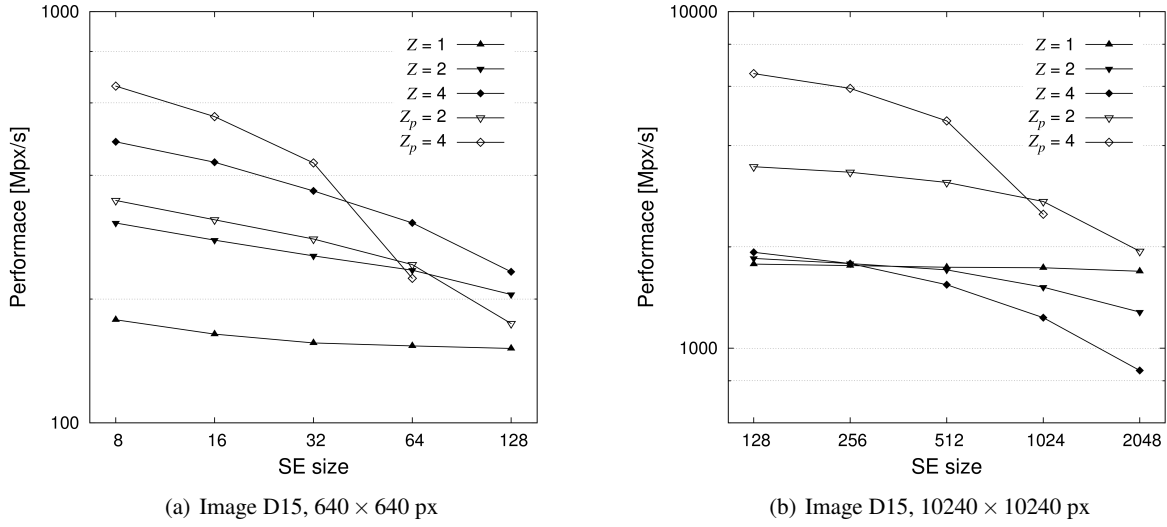 1000
100
8
16
32
64
128
Performace [Mpx/s]
SE size
Z = 1
Z = 2
Z = 4
Zₚ = 2
Zₚ = 4
(a) Image D15, 640 × 640 px
10000
1000
128
256
512
1024
2048
Performace [Mpx/s]
SE size
Z = 1
Z = 2
Z = 4
Zₚ = 2
Zₚ = 4
(b) Image D15, 10240 × 10240 px